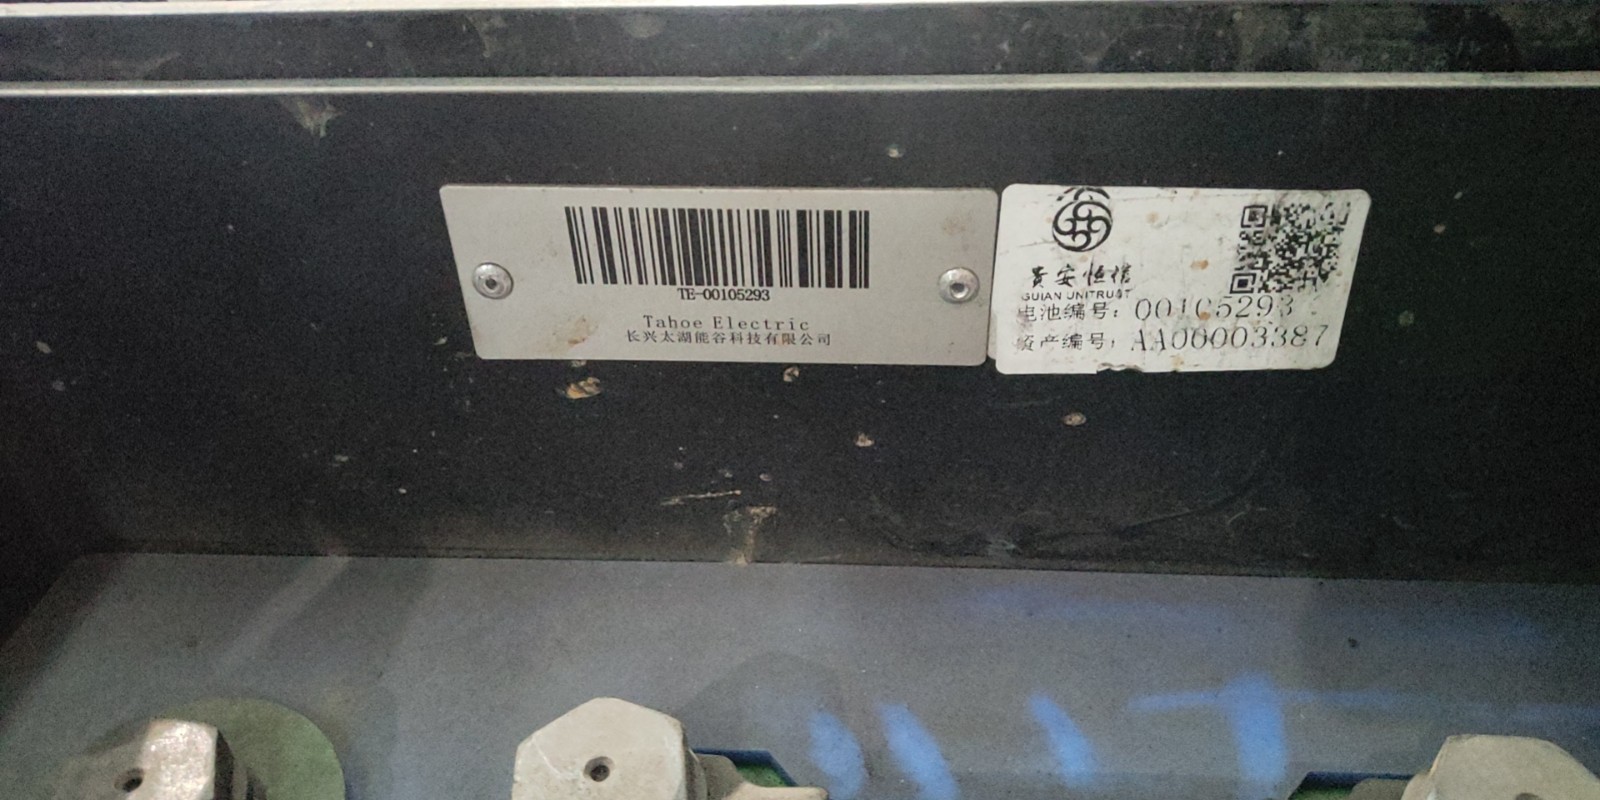 TE-00105293
Tahoe Electric
长兴太湖能谷科技有限公司
贵安恒信
GUIAN UNITRUST
电池编号：00105293
资产编号：AA00003387